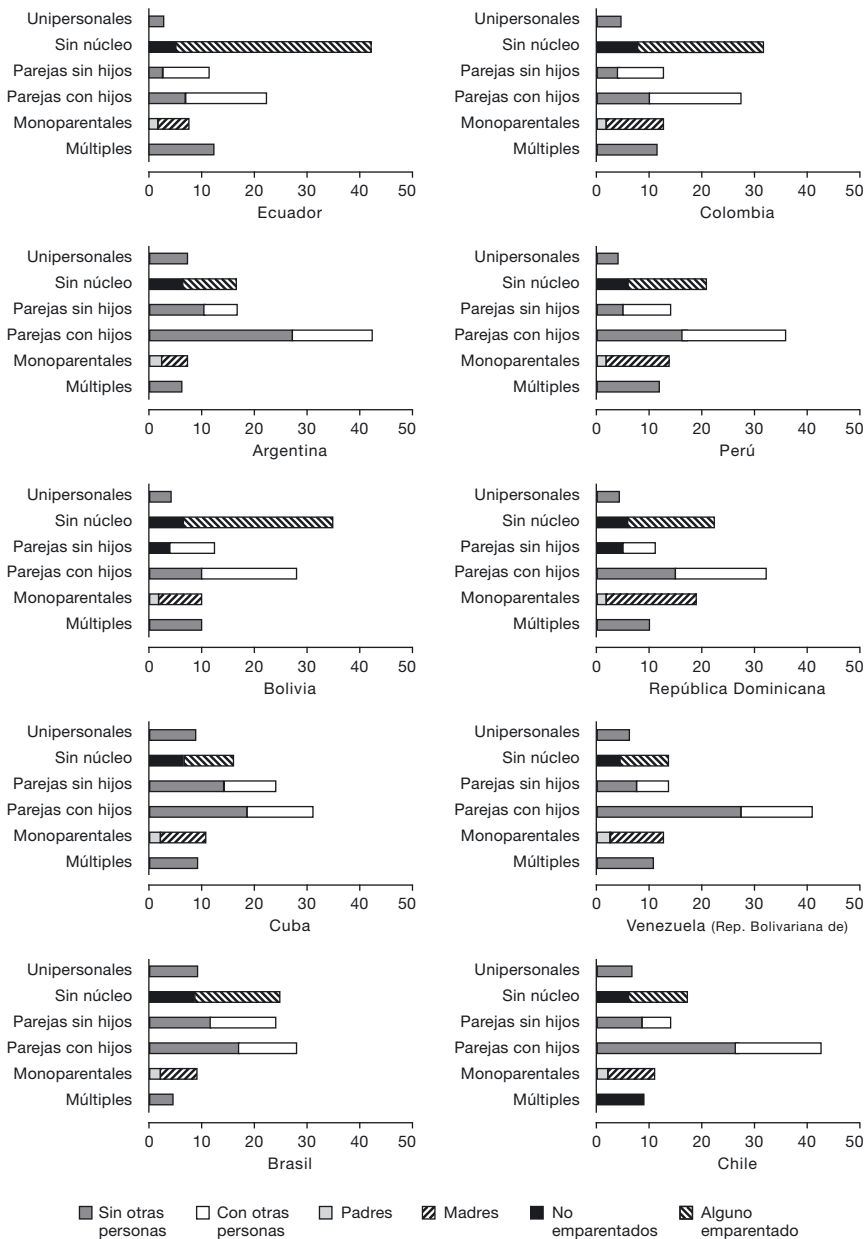 Unipersonales
Sin núcleo
Parejas sin hijos
Parejas con hijos
Monoparentales
Múltiples
0 10 20 30 40 50
Ecuador
Unipersonales
Sin núcleo
Parejas sin hijos
Parejas con hijos
Monoparentales
Múltiples
0 10 20 30 40 50
Colombia
Unipersonales
Sin núcleo
Parejas sin hijos
Parejas con hijos
Monoparentales
Múltiples
0 10 20 30 40 50
Argentina
Unipersonales
Sin núcleo
Parejas sin hijos
Parejas con hijos
Monoparentales
Múltiples
0 10 20 30 40 50
Perú
Unipersonales
Sin núcleo
Parejas sin hijos
Parejas con hijos
Monoparentales
Múltiples
0 10 20 30 40 50
Bolivia
Unipersonales
Sin núcleo
Parejas sin hijos
Parejas con hijos
Monoparentales
Múltiples
0 10 20 30 40 50
República Dominicana
Unipersonales
Sin núcleo
Parejas sin hijos
Parejas con hijos
Monoparentales
Múltiples
0 10 20 30 40 50
Cuba
Unipersonales
Sin núcleo
Parejas sin hijos
Parejas con hijos
Monoparentales
Múltiples
0 10 20 30 40 50
Venezuela (Rep. Bolivariana de)
Unipersonales
Sin núcleo
Parejas sin hijos
Parejas con hijos
Monoparentales
Múltiples
0 10 20 30 40 50
Brasil
Unipersonales
Sin núcleo
Parejas sin hijos
Parejas con hijos
Monoparentales
Múltiples
0 10 20 30 40 50
Chile
Sin otras
personas
Con otras
personas
Padres
Madres
No
emparentados
Alguno
emparentado